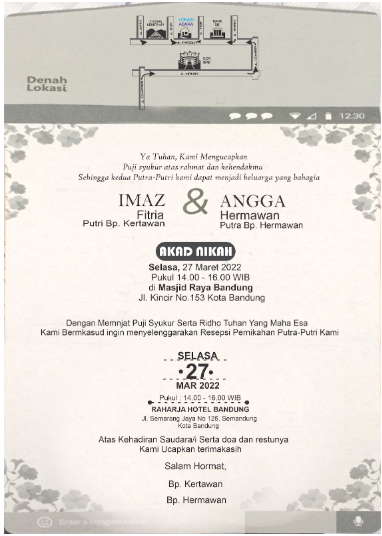 LOKASI
ACARA
Denah
Lokasi
12.30
Ya Tuhan, Kami Mengucapkan
Puji syukur atas rahmat dan kehendakmu
Sehingga kedua Putra-Putri kami dapat menjadi keluarga yang bahagia
IMAZ & ANGGA
Fitria Hermawan
Putri Bp. Kertawan Putra Bp. Hermawan
AKAD NIKAH
Selasa, 27 Maret 2022
Pukul 14.00 - 16.00 WIB
di Masjid Raya Bandung
Jl. Kincir No.153 Kota Bandung
Dengan Memnjat Puji Syukur Serta Ridho Tuhan Yang Maha Esa
Kami Bermkasud ingin menyelenggarakan Resepsi Pernikahan Putra-Putri Kami
SELASA
27
MAR 2022
Pukul : 14.00 - 16.00 WIB
RAHARJA HOTEL BANDUNG
Jl. Semarang Jaya No 126, Semandung
Kota Bandung
Atas Kehadiran Saudara/i Serta doa dan restunya
Kami Ucapkan terimakasih
Salam Hormat,
Bp. Kertawan
Bp. Hermawan